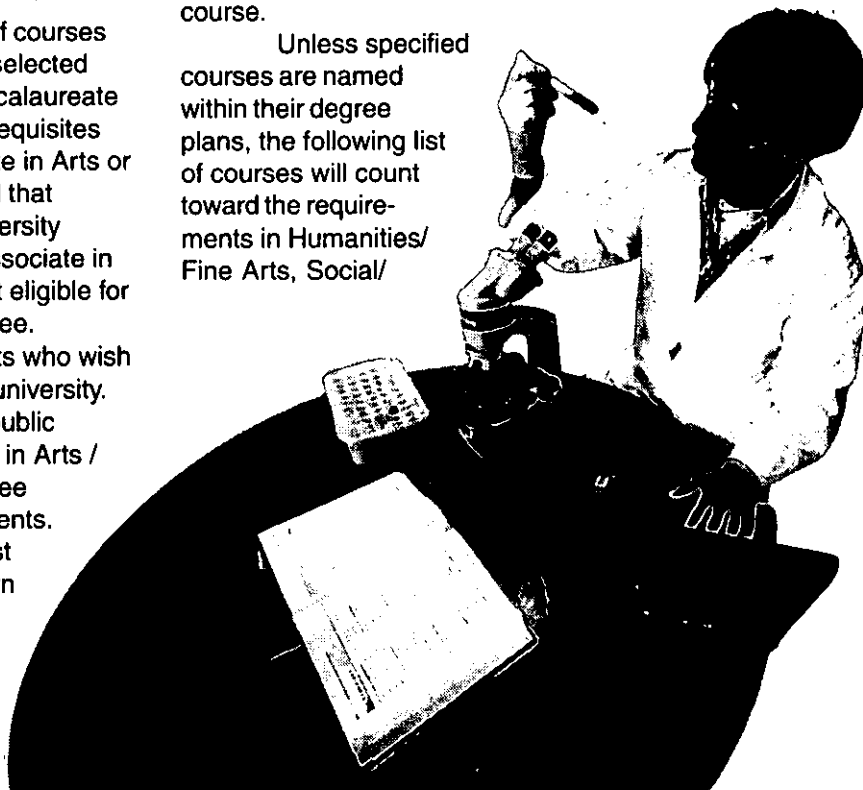 f courses
selected
calaureate
equisites
e in Arts or
l that
ersity
ssociate in
t eligible for
ee.
ts who wish
university.
ublic
in Arts /
ee
ents.
st
n
course.
Unless specified
courses are named
within their degree
plans, the following list
of courses will count
toward the require-
ments in Humanities/
Fine Arts, Social/